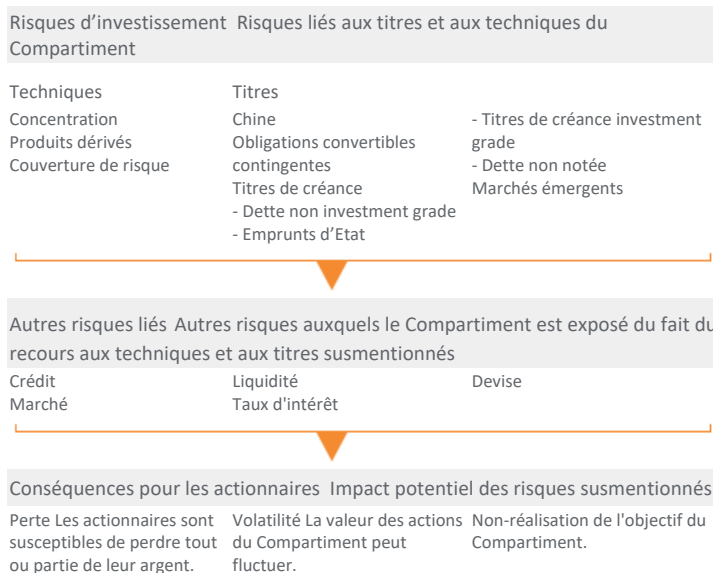 Risques d'investissement Risques liés aux titres et aux techniques du
Compartiment
Techniques
Concentration
Produits dérivés
Couverture de risque
Titres
Chine
Obligations convertibles
contingentes
Titres de créance
- Dette non investment grade
- Emprunts d'Etat
- Titres de créance investment
grade
- Dette non notée
Marchés émergents
Autres risques liés Autres risques auxquels le Compartiment est exposé du fait du
recours aux techniques et aux titres susmentionnés
Crédit
Marché
Liquidité
Taux d'intérêt
Devise
Conséquences pour les actionnaires Impact potentiel des risques susmentionnés
Perte Les actionnaires sont
susceptibles de perdre tout
ou partie de leur argent.
Volatilité La valeur des actions
du Compartiment peut
fluctuer.
Non-réalisation de l'objectif du
Compartiment.